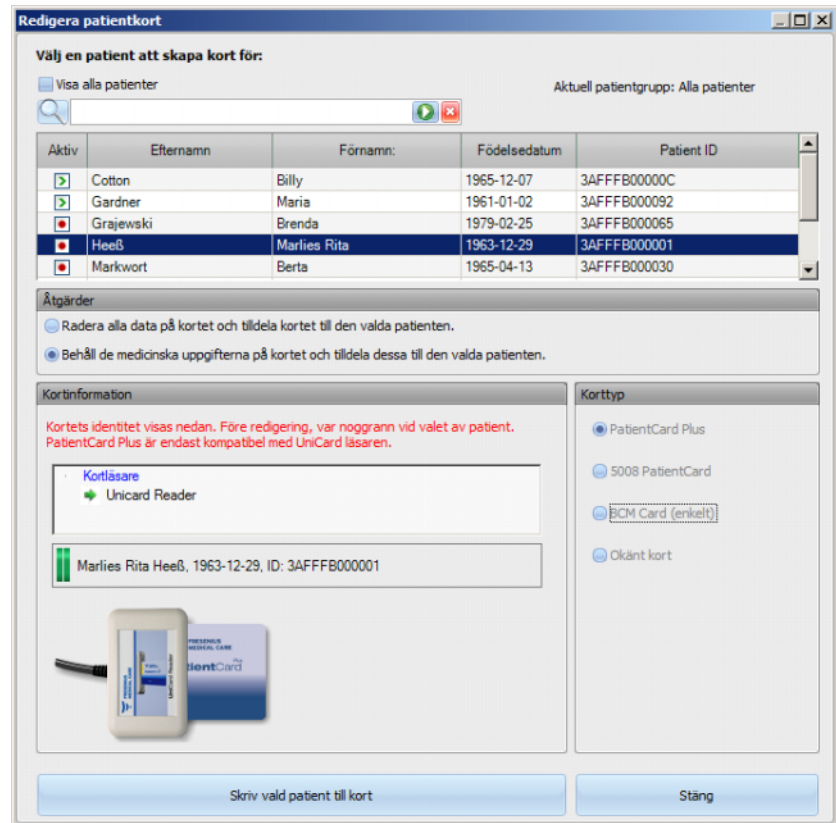 Redigera patientkort
Välj en patient att skapa kort för:
Visa alla patienter
Aktuell patientgrupp: Alla patienter
Aktiv Efternamn Förnamn: Födelsedatum Patient ID
Cotton Billy 1965-12-07 3AFFFB00000C
Gardner Maria 1961-01-02 3AFFFB000092
Grajewski Brenda 1979-02-25 3AFFFB000065
Heeß Marlies Rita 1963-12-29 3AFFFB000001
Markwort Berta 1965-04-13 3AFFFB000030
Åtgärder
Radera alla data på kortet och tilldela kortet till den valda patienten.
Behåll de medicinska uppgifterna på kortet och tilldela dessa till den valda patienten.
Kortinformation
Kortets identitet visas nedan. Före redigering, var noggrann vid valet av patient.
PatientCard Plus är endast kompatibel med UniCard läsaren.
Kortläsare
Unicard Reader
Marlies Rita Heeß, 1963-12-29, ID: 3AFFFB000001
FRESENIUS
MEDICAL CARE
Plus
tientCard
UniCard Reader
FRESENIUS
MEDICAL CARE
Korttyp
PatientCard Plus
5008 PatientCard
BCM Card (enkelt)
Okänt kort
Skriv vald patient till kort
Stäng